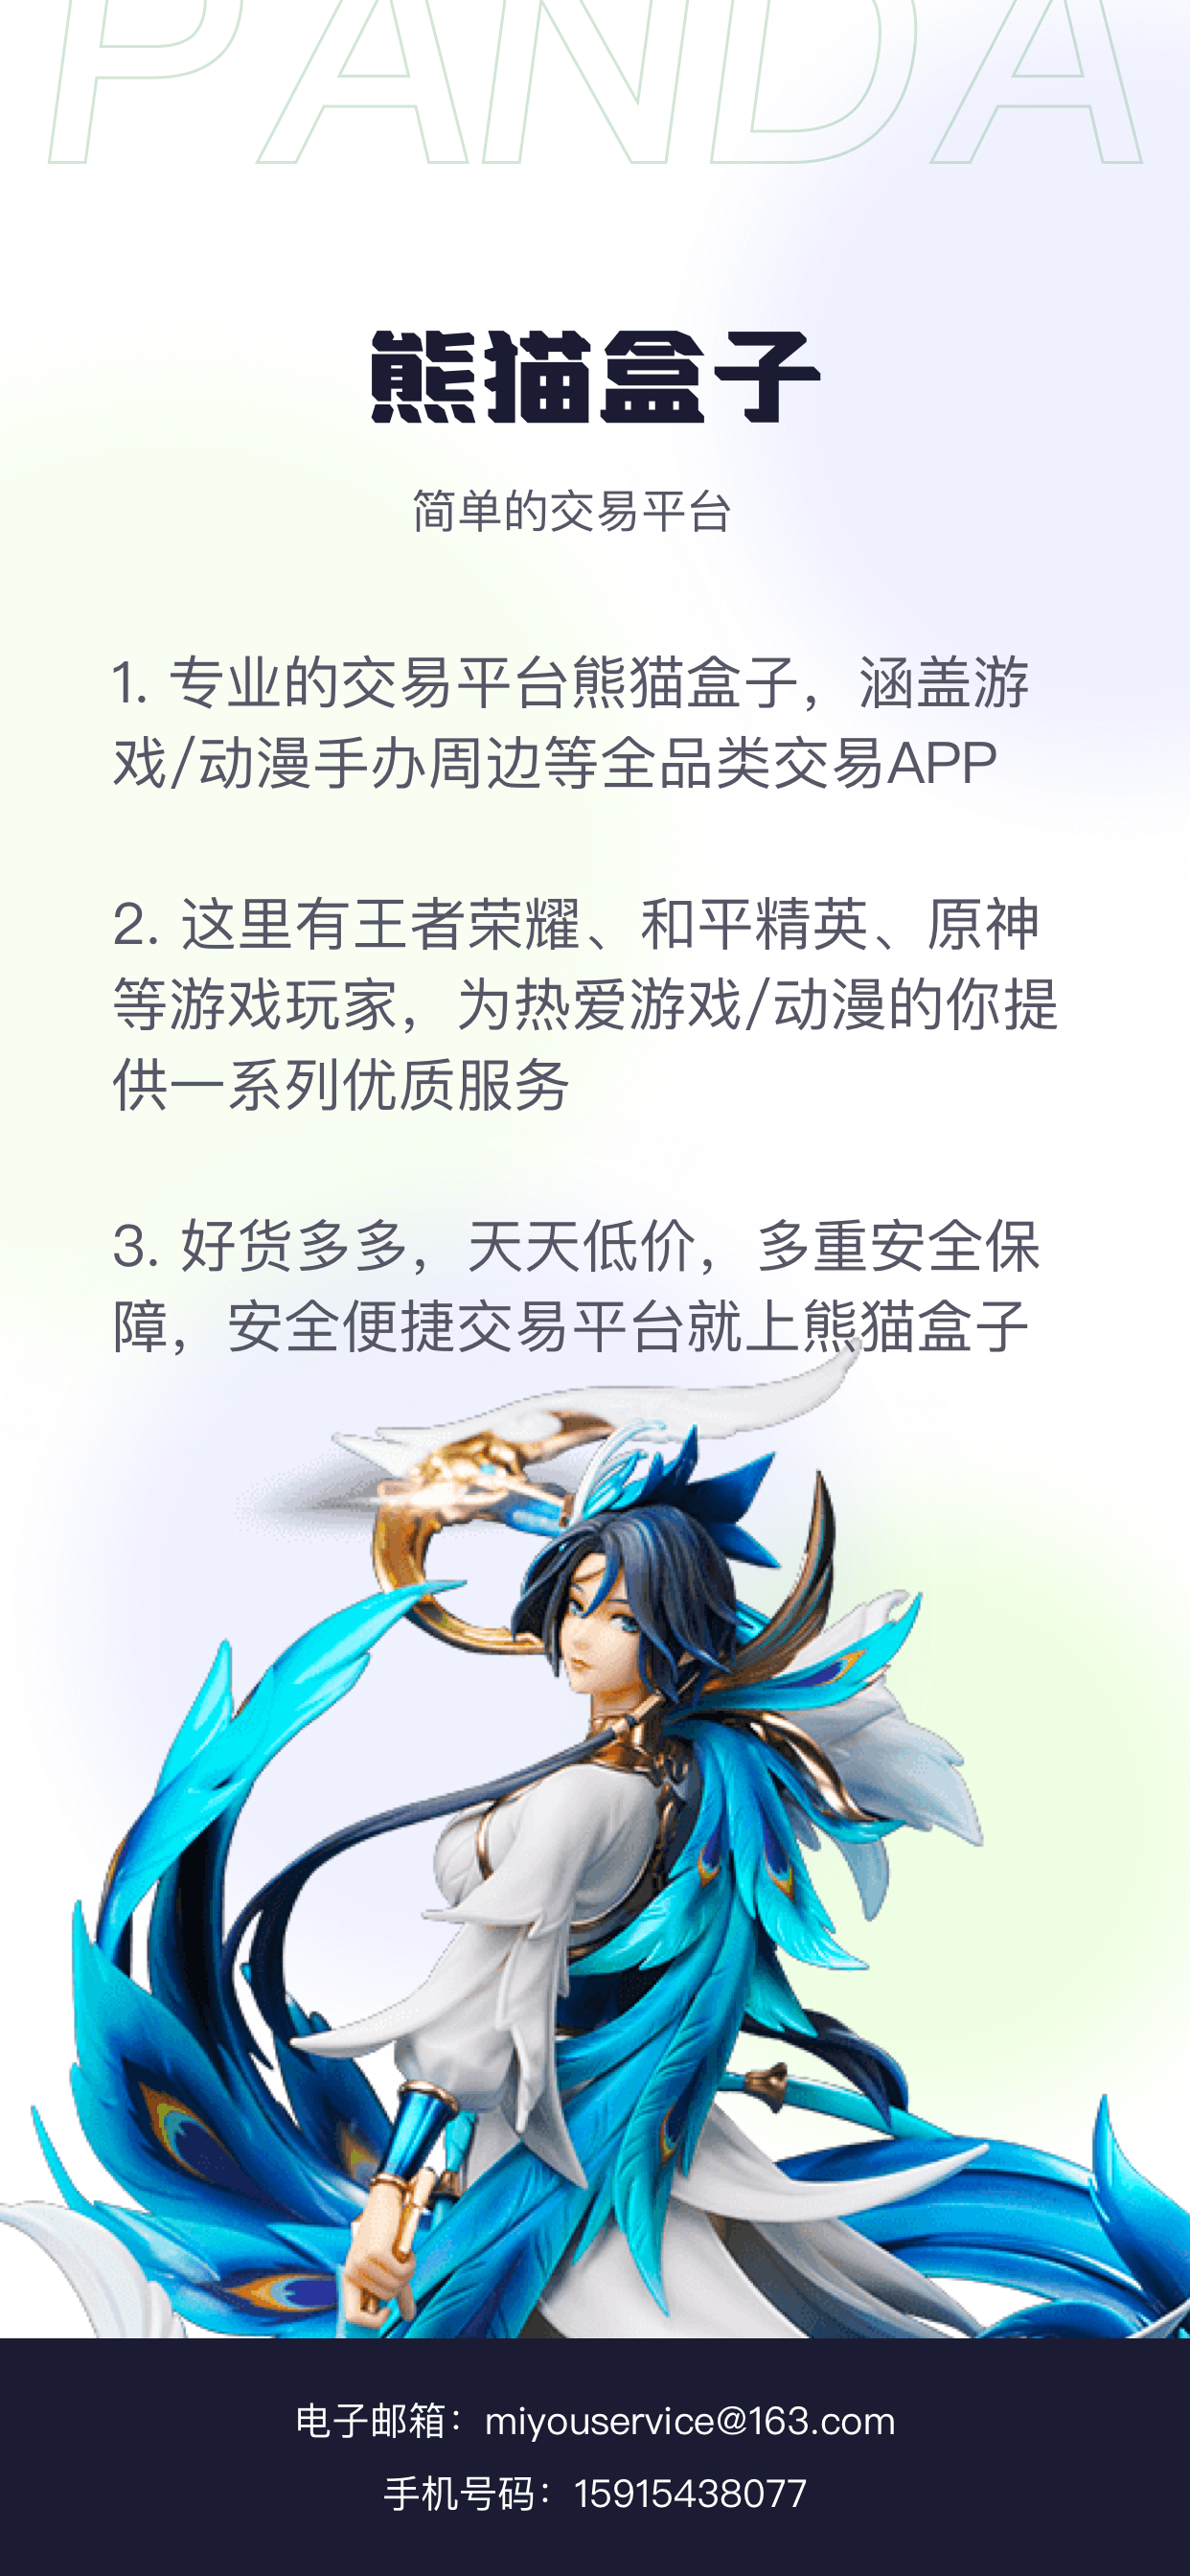 PANDA
熊猫盒子
简单的交易平台
1. 专业的交易平台熊猫盒子，涵盖游
戏/动漫手办周边等全品类交易APP
2. 这里有王者荣耀、和平精英、原神
等游戏玩家，为热爱游戏/动漫的你提
供一系列优质服务
3. 好货多多，天天低价，多重安全保
障，安全便捷交易平台就上熊猫盒子
电子邮箱：miyouservice@163.com
手机号码：15915438077